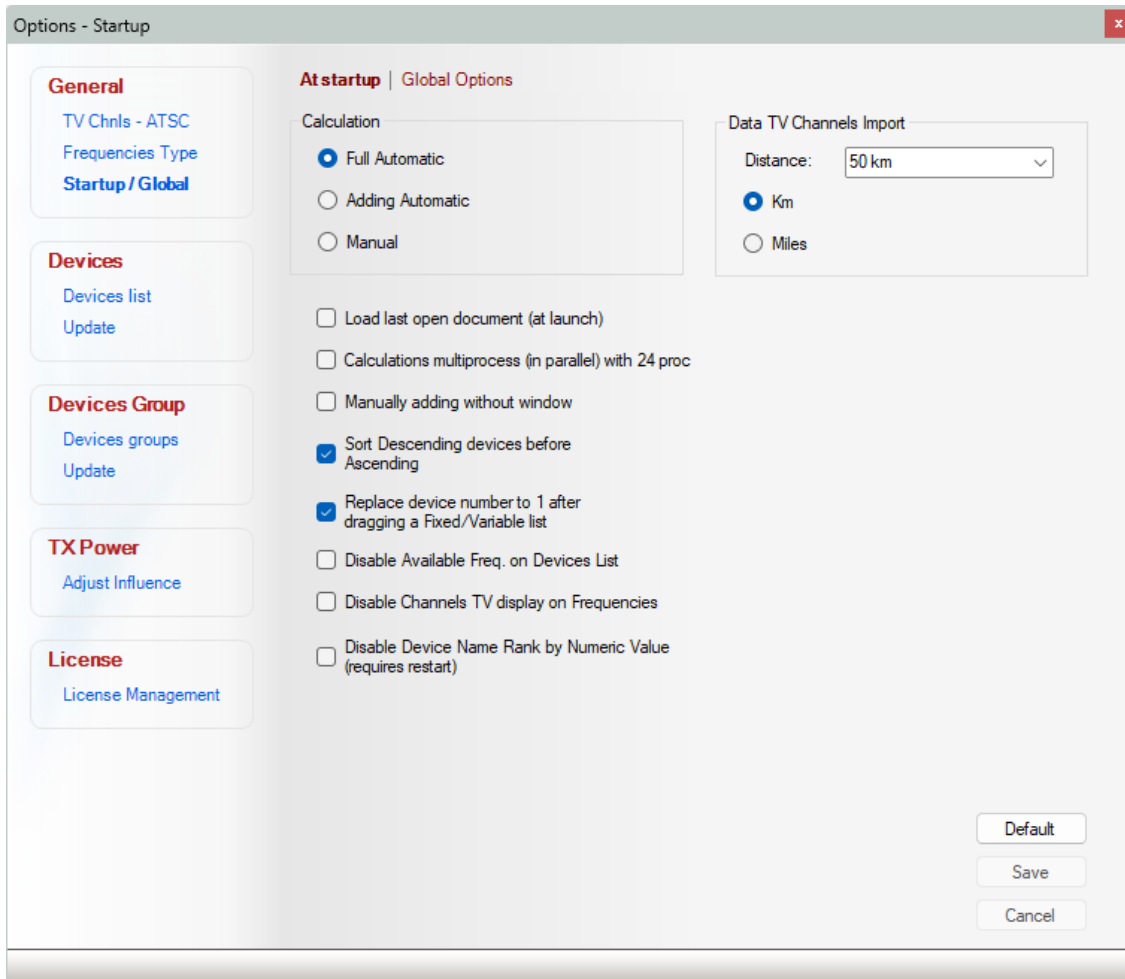 Options - Startup
x
General
TV Chnls - ATSC
Frequencies Type
Startup / Global
Devices
Devices list
Update
Devices Group
Devices groups
Update
TX Power
Adjust Influence
License
License Management
At startup | Global Options
Calculation
Full Automatic
Adding Automatic
Manual
Data TV Channels Import
Distance: 50 km
Km
Miles
Load last open document (at launch)
Calculations multiprocess (in parallel) with 24 proc
Manually adding without window
Sort Descending devices before
Ascending
Replace device number to 1 after
dragging a Fixed/Variable list
Disable Available Freq. on Devices List
Disable Channels TV display on Frequencies
Disable Device Name Rank by Numeric Value
(requires restart)
Default
Save
Cancel